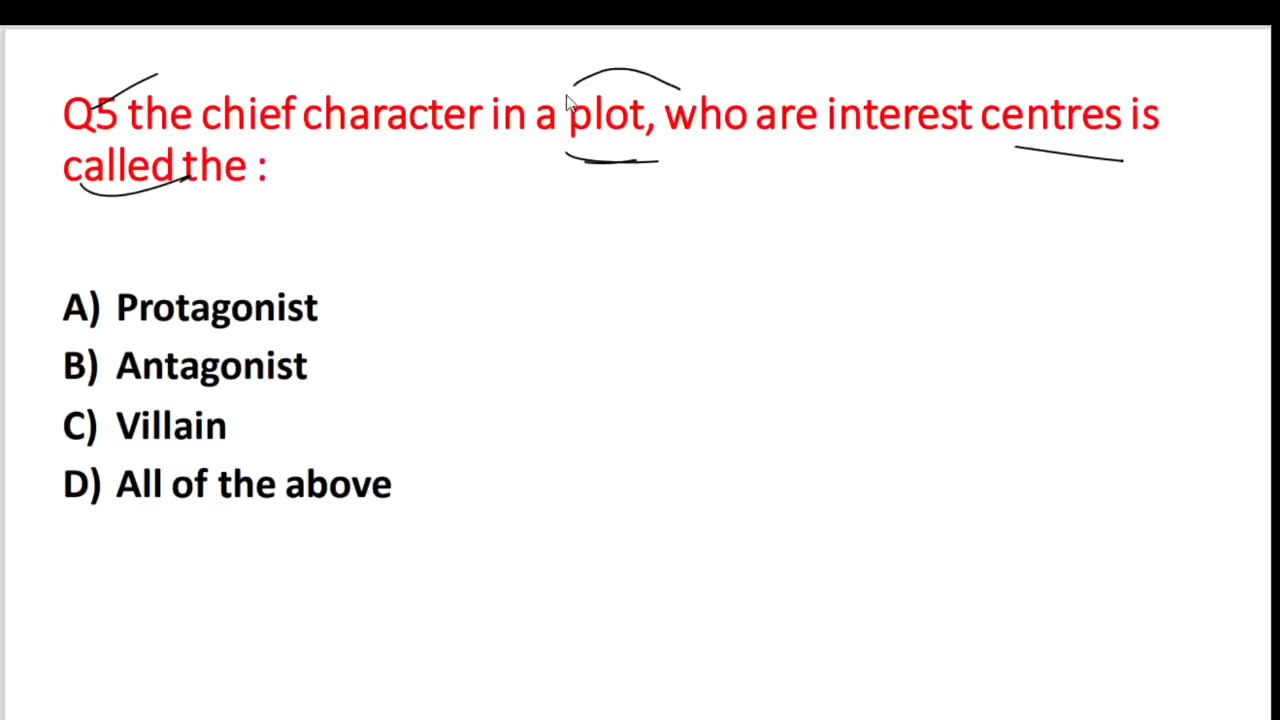 Q5 the chief character in a plot, who are interest centres is
called the :
A) Protagonist
B) Antagonist
C) Villain
D) All of the above